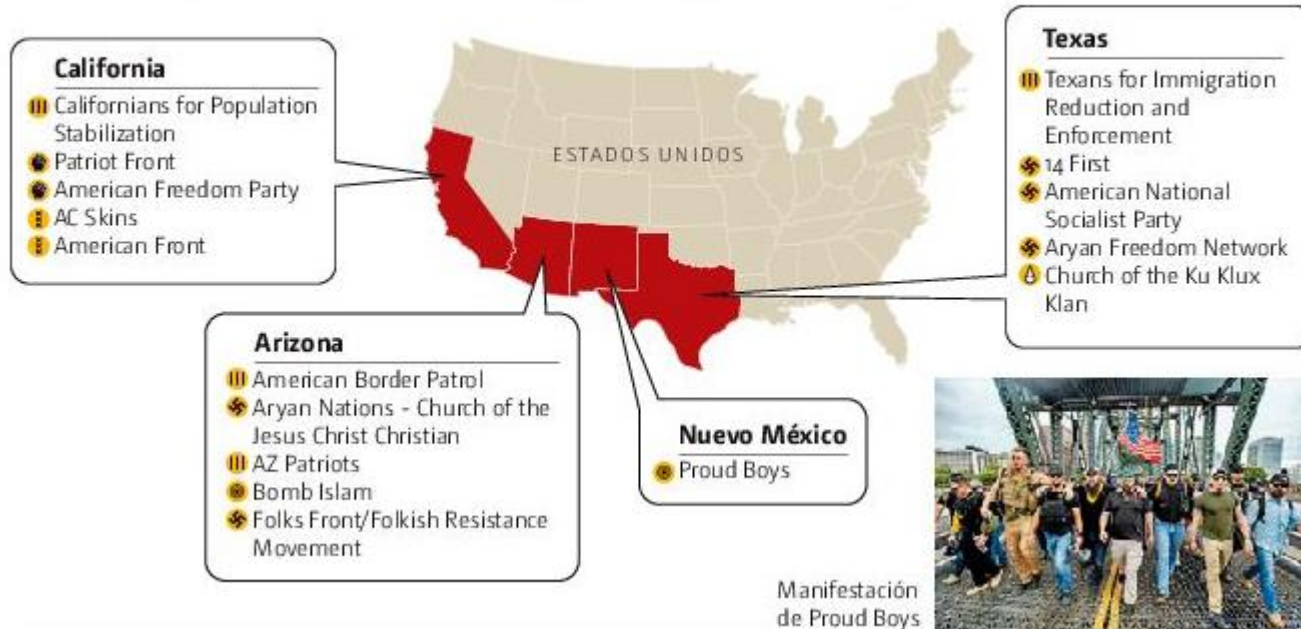 California
Californians for Population
Stabilization
Patriot Front
American Freedom Party
AC Skins
American Front
ESTADOS UNIDOS
Texas
Texans for Immigration
Reduction and
Enforcement
14 First
American National
Socialist Party
Aryan Freedom Network
Church of the Ku Klux
Klan
Arizona
American Border Patrol
Aryan Nations - Church of the
Jesus Christ Christian
AZ Patriots
Bomb Islam
Folks Front/Folkish Resistance
Movement
Nuevo México
Proud Boys
Manifestación
de Proud Boys